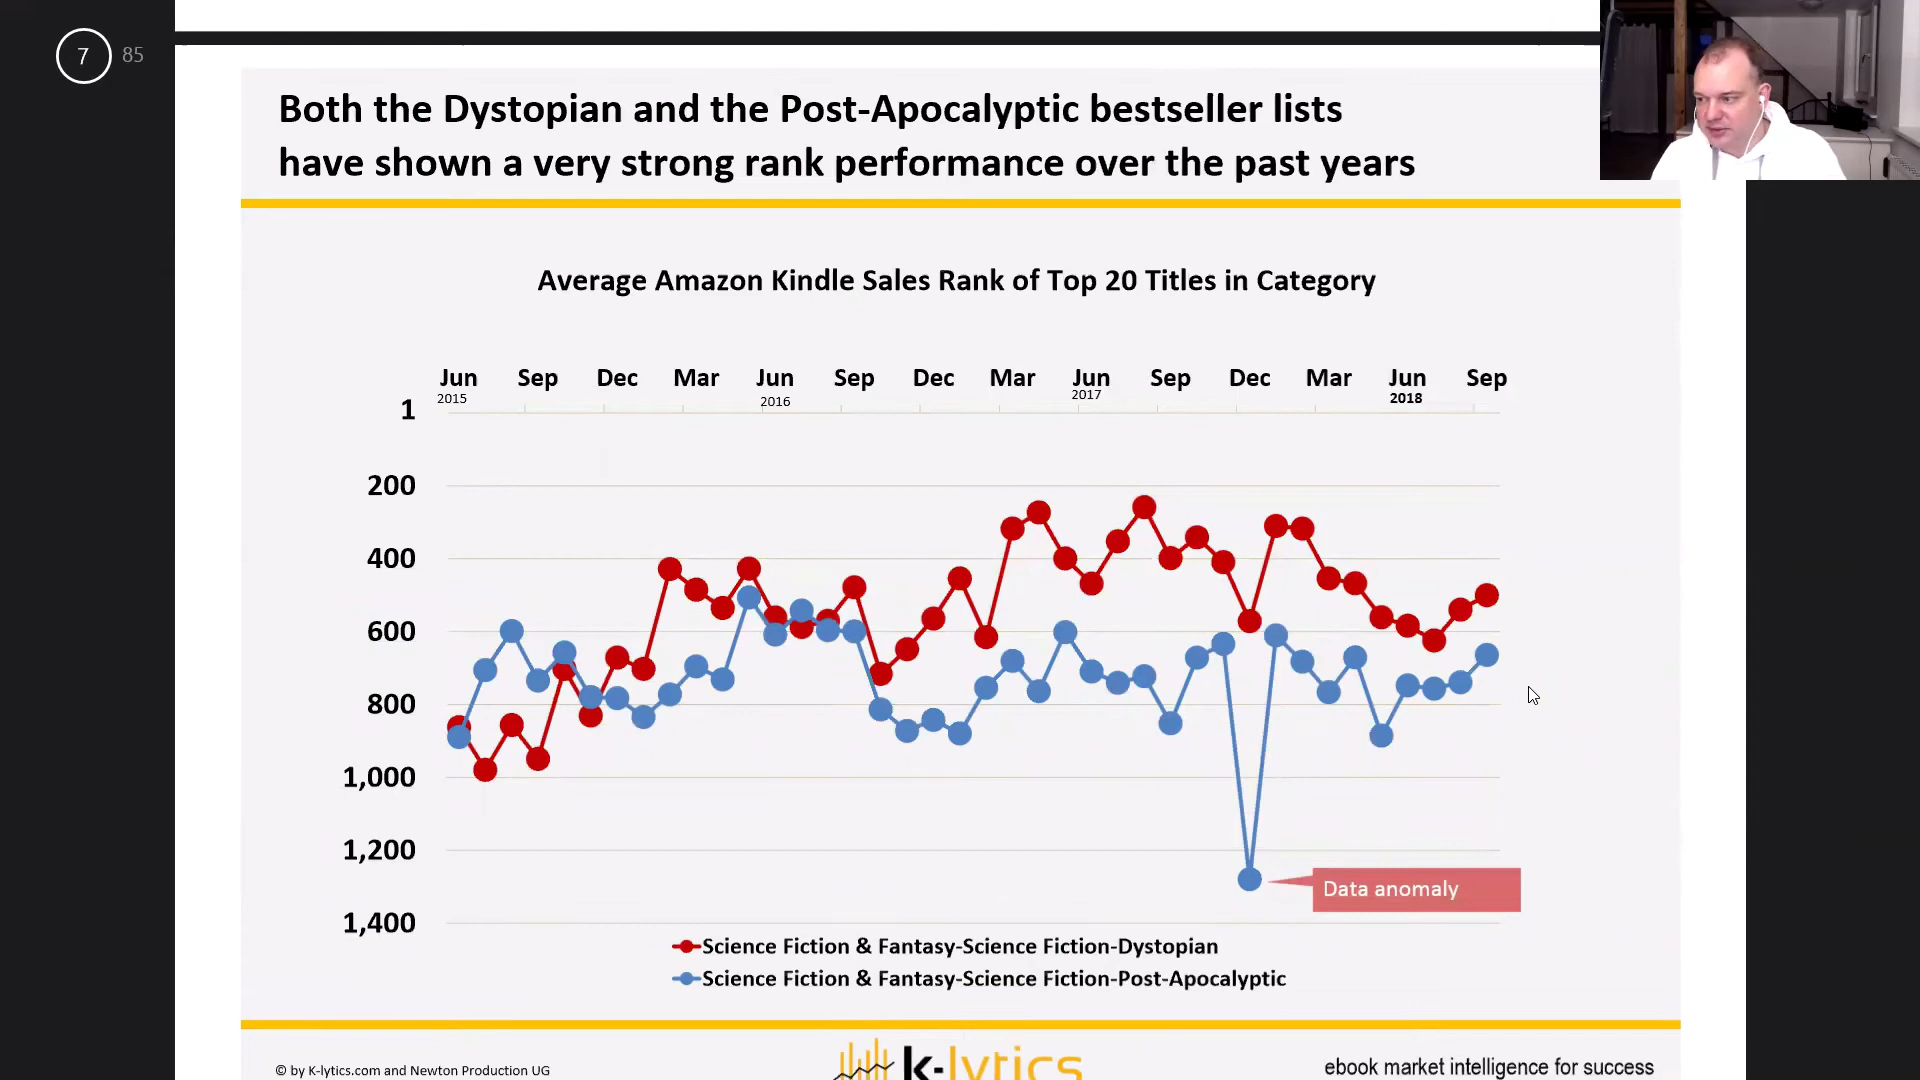 7 85
Both the Dystopian and the Post-Apocalyptic bestseller lists
have shown a very strong rank performance over the past years
Average Amazon Kindle Sales Rank of Top 20 Titles in Category
Jun Sep Dec Mar Jun Sep Dec Mar Jun Sep Dec Mar Jun Sep
2015 2016 2017 2018
1
200
400
600
800
1,000
1,200
1,400
Data anomaly
Science Fiction & Fantasy-Science Fiction-Dystopian
Science Fiction & Fantasy-Science Fiction-Post-Apocalyptic
© by K-lytics.com and Newton Production UG
k-lytics
ebook market intelligence for success